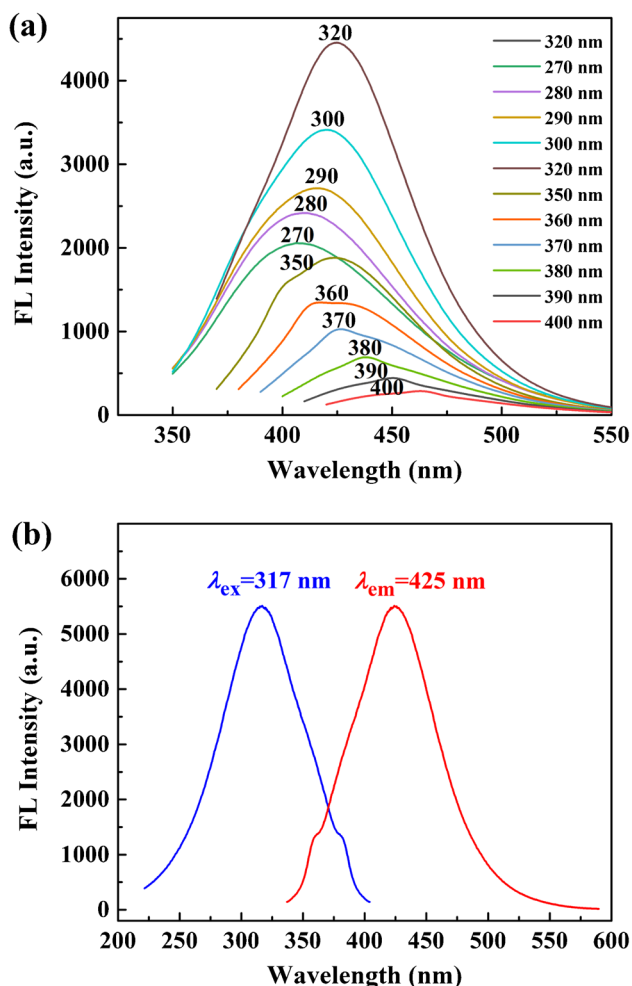 (a)
320
300
290
280
270
350
360
370
380
390
400
320 nm
270 nm
280 nm
290 nm
300 nm
320 nm
350 nm
360 nm
370 nm
380 nm
390 nm
400 nm
FL Intensity (a.u.)
4000
3000
2000
1000
0
350 400 450 500 550
Wavelength (nm)
(b)
λex=317 nm λem=425 nm
FL Intensity (a.u.)
6000
5000
4000
3000
2000
1000
0
200 250 300 350 400 450 500 550 600
Wavelength (nm)